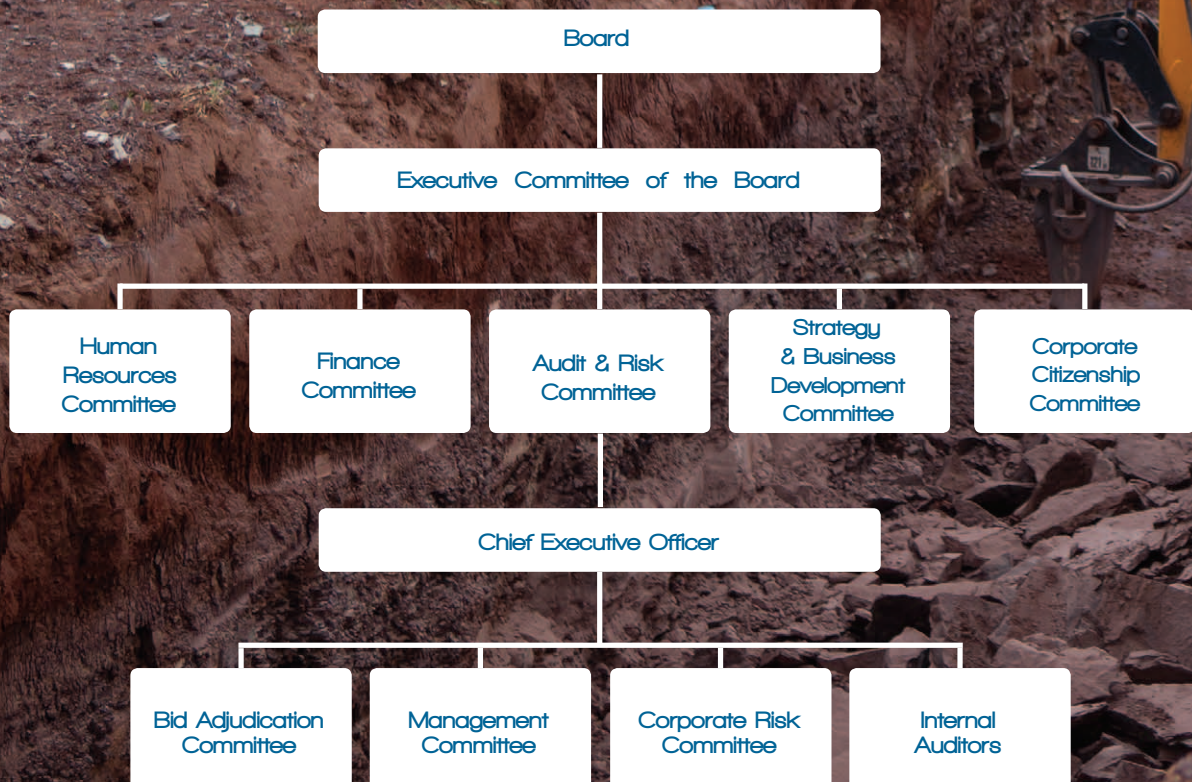 Board
Executive Committee of the Board
Human
Resources
Committee
Finance
Committee
Audit & Risk
Committee
Strategy
& Business
Development
Committee
Corporate
Citizenship
Committee
Chief Executive Officer
Bid Adjudication
Committee
Management
Committee
Corporate Risk
Committee
Internal
Auditors
121